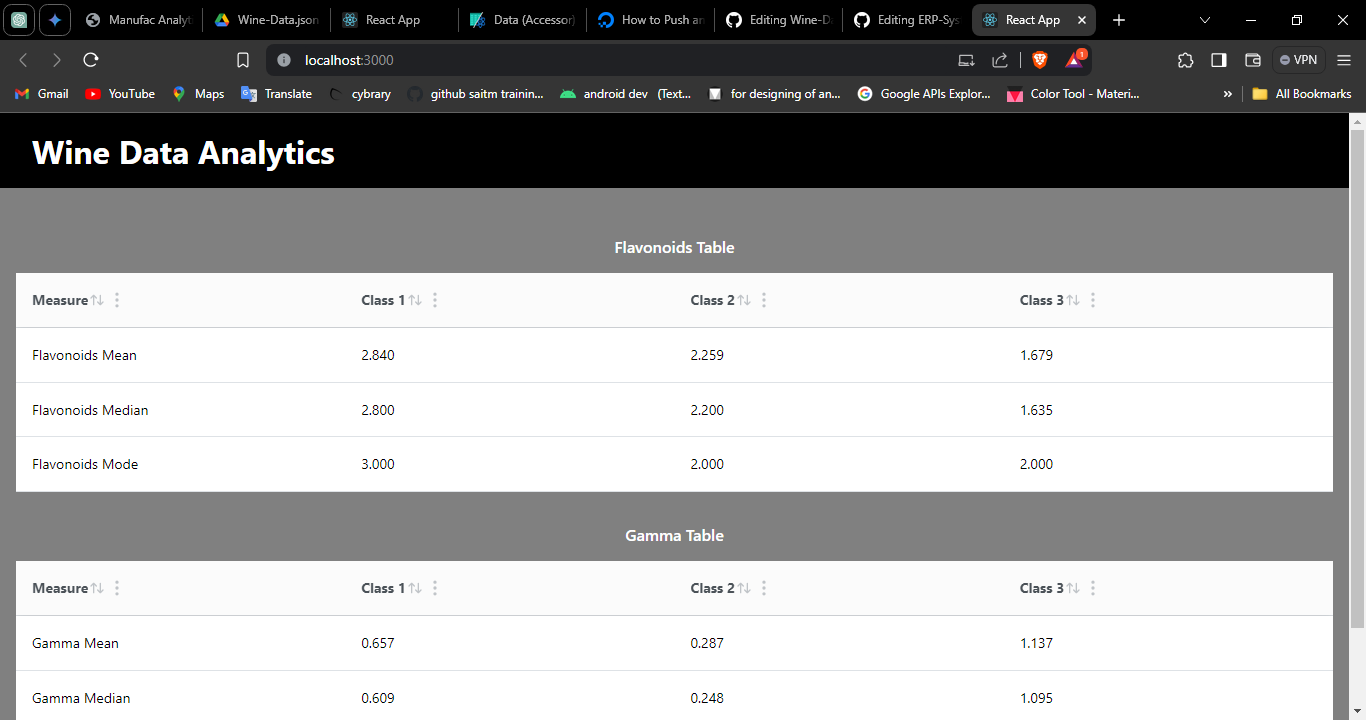 Manufac Analyt Wine-Data.json React App Data (Accessor) How to Push an Editing Wine-Da Editing ERP-Sys React App
localhost:3000 1 VPN
Gmail YouTube Maps Translate cybrary github saitm trainin... android dev (Text... for designing of an... Google APIs Explor... Color Tool - Materi... » All Bookmarks
Wine Data Analytics
Flavonoids Table
Measure Class 1 Class 2 Class 3
Flavonoids Mean 2.840 2.259 1.679
Flavonoids Median 2.800 2.200 1.635
Flavonoids Mode 3.000 2.000 2.000
Gamma Table
Measure Class 1 Class 2 Class 3
Gamma Mean 0.657 0.287 1.137
Gamma Median 0.609 0.248 1.095